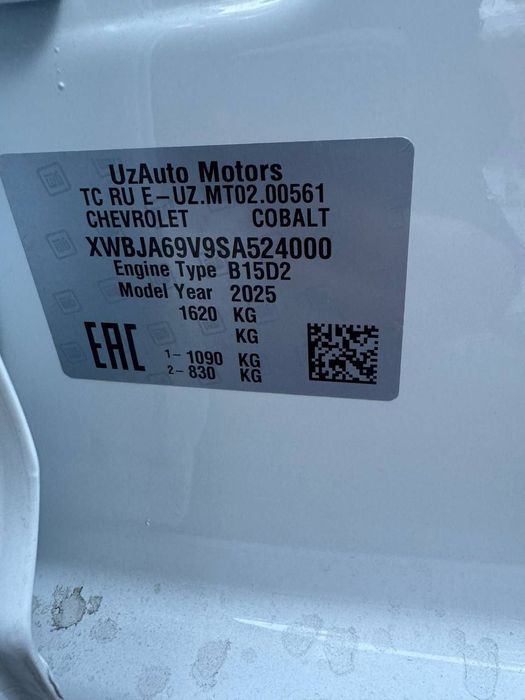 UzAuto Motors
TC RU E-UZ.MT02.00561
CHEVROLET COBALT
XWBJA69V9SA524000
Engine Type B15D2
Model Year 2025
1620 KG
KG
EAC
1- 1090 KG
2- 830 KG